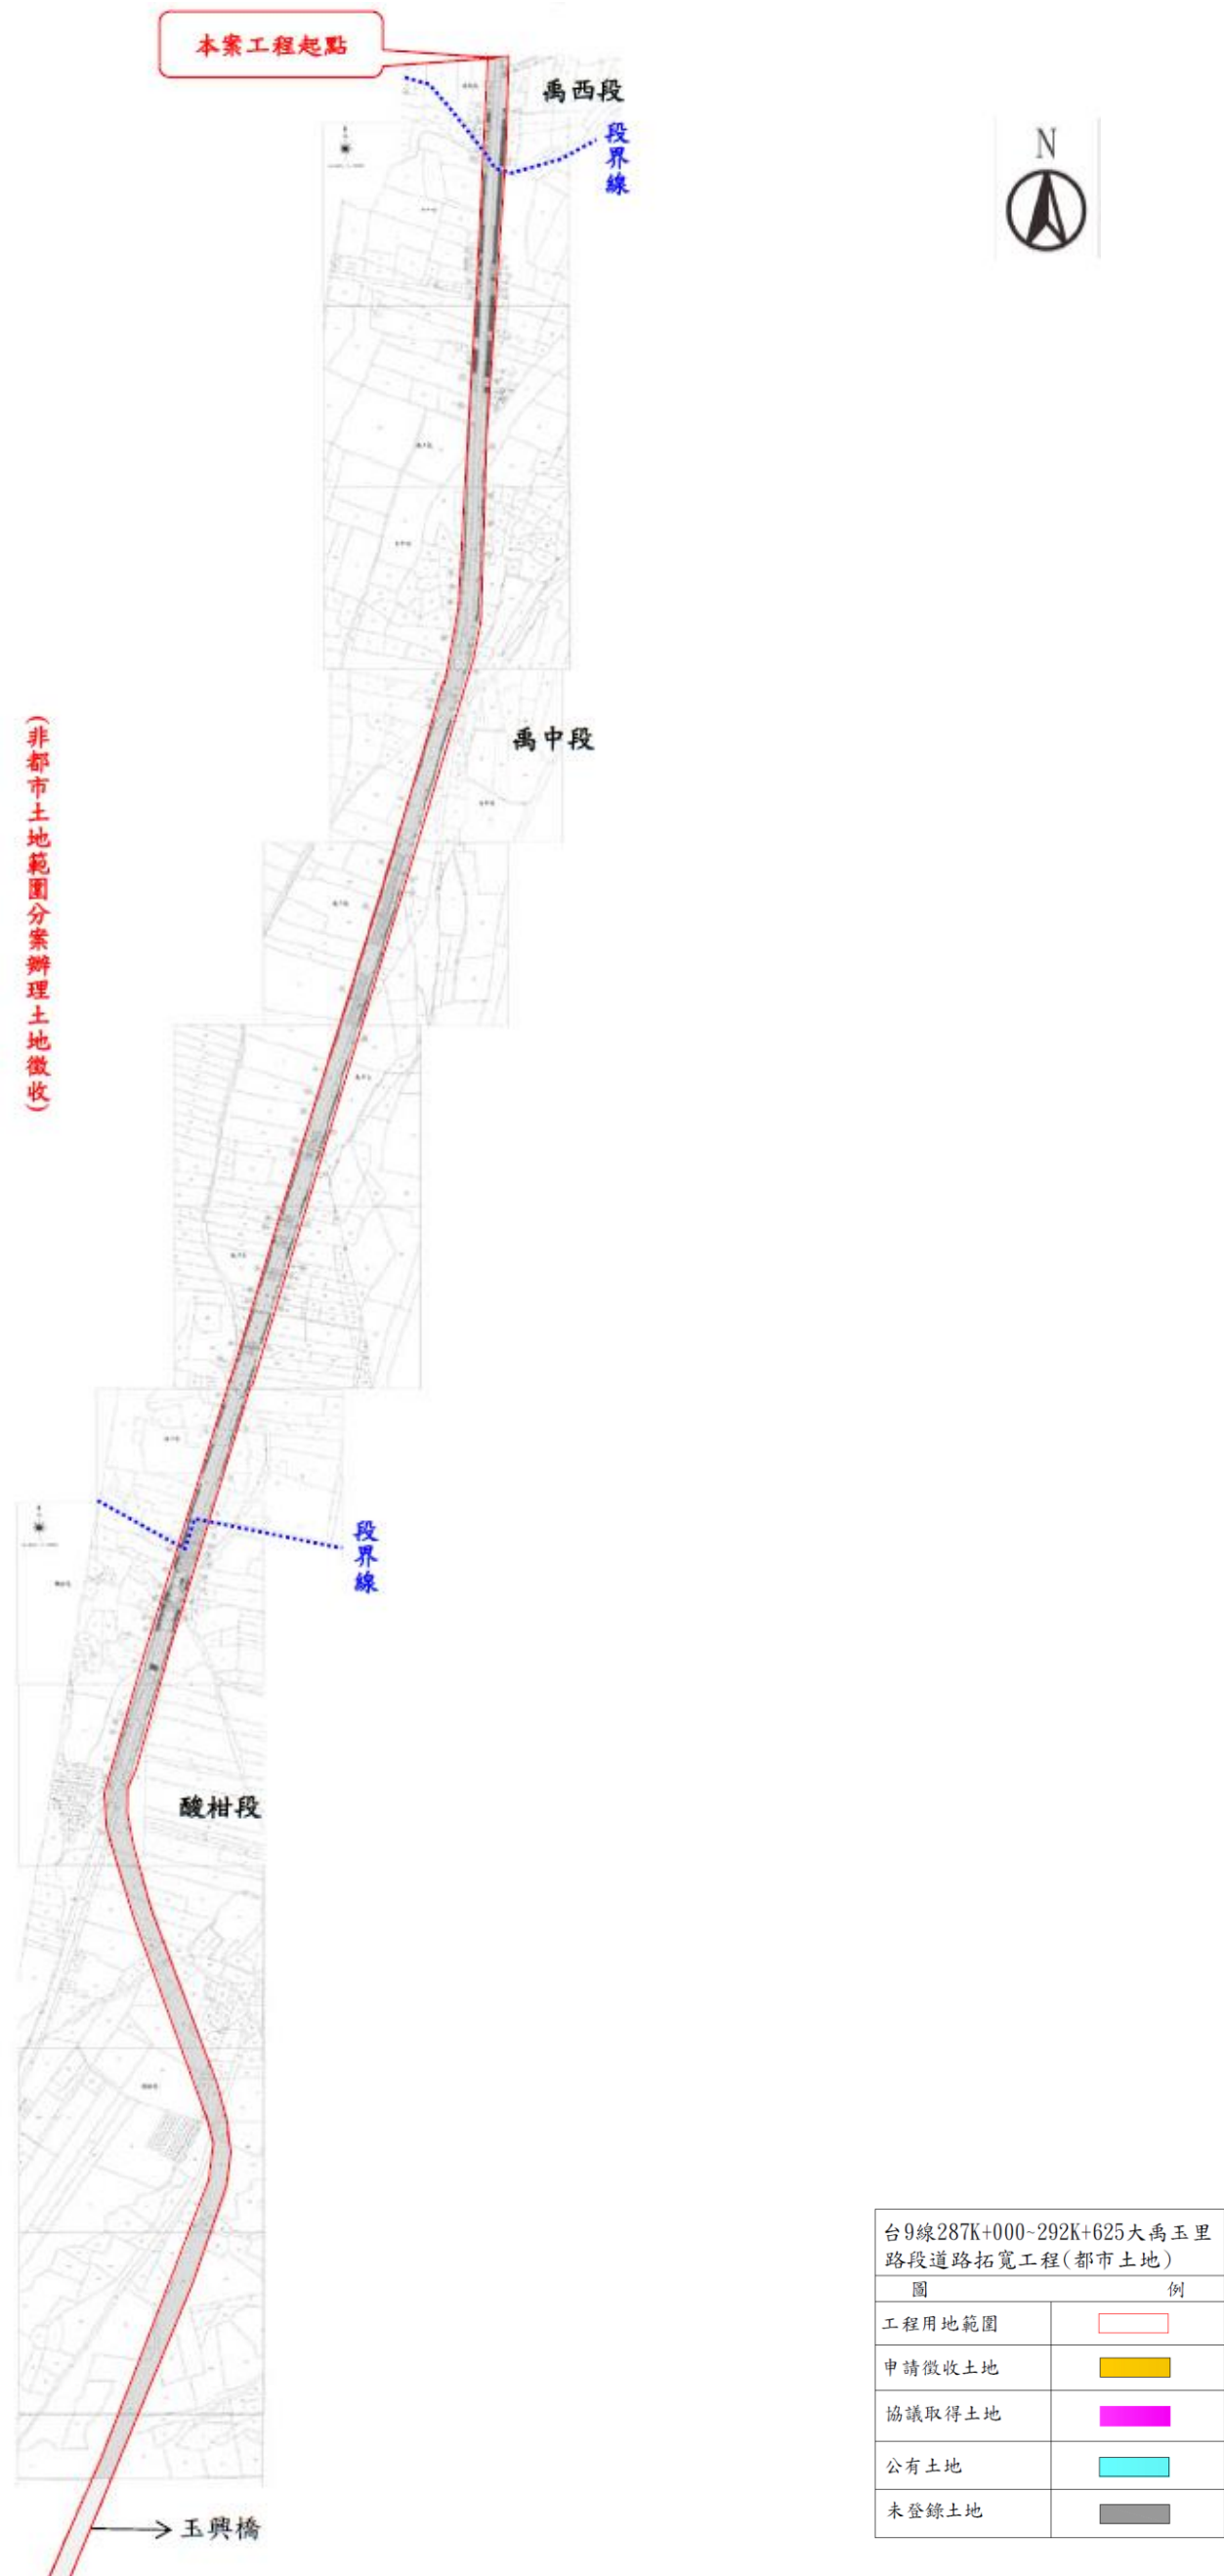 本案工程起點
禹西段
段界線
N
(非都市土地範圍分案辦理土地徵收)
禹中段
段界線
酸柑段
台9線287K+000~292K+625大禹玉里
路段道路拓寬工程(都市土地)
圖 例
工程用地範圍
申請徵收土地
協議取得土地
公有土地
未登錄土地
玉興橋